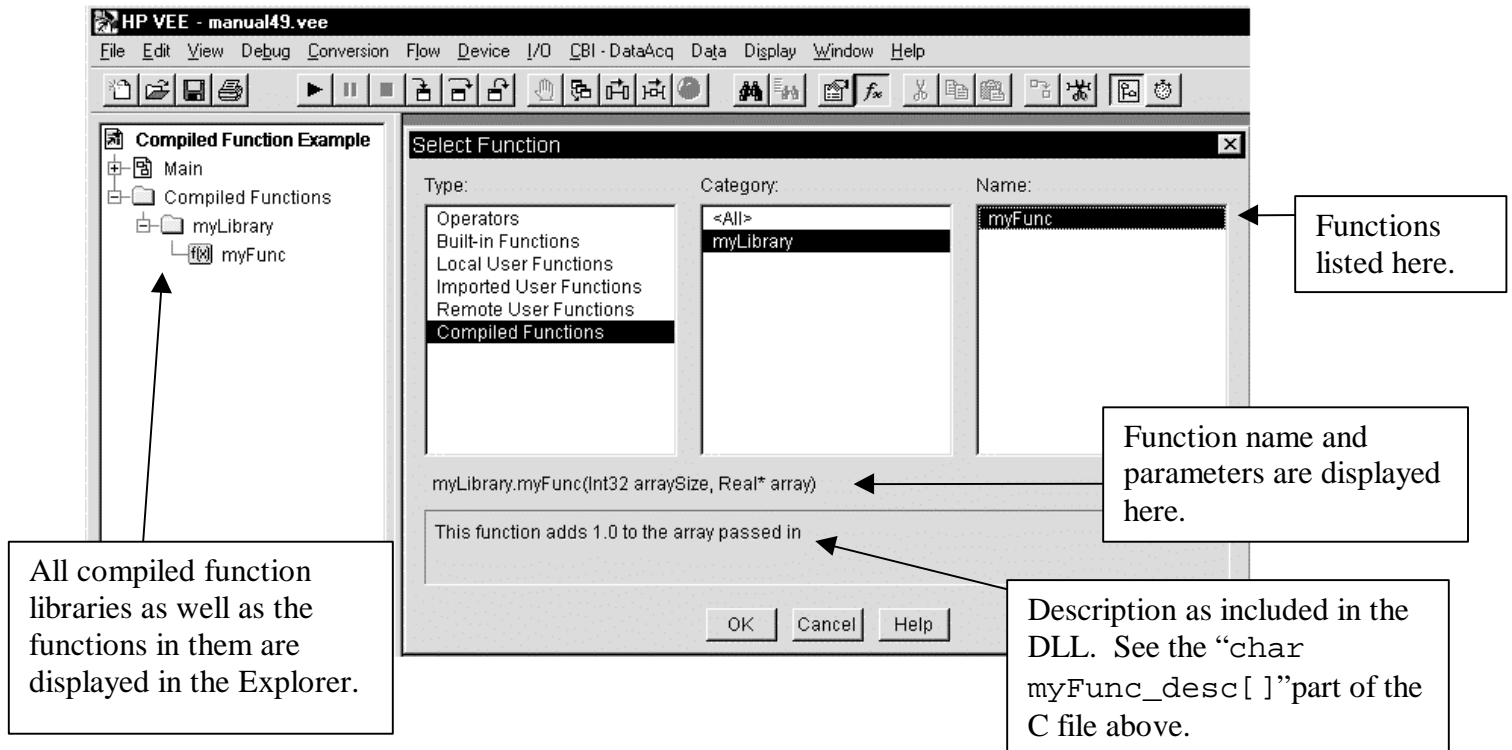 HP VEE - manual49.vee
File Edit View Debug Conversion Flow Device I/O CBI - DataAcq Data Display Window Help
Compiled Function Example
Main
Compiled Functions
myLibrary
f(x) myFunc
Select Function
Type:
Operators
Built-in Functions
Local User Functions
Imported User Functions
Remote User Functions
Compiled Functions
Category:
<All>
myLibrary
Name:
myFunc
myLibrary.myFunc(Int32 arraySize, Real* array)
This function adds 1.0 to the array passed in
OK Cancel Help
Functions
listed here.
Function name and
parameters are displayed
here.
All compiled function
libraries as well as the
functions in them are
displayed in the Explorer.
Description as included in the
DLL. See the “char
myFunc_desc[]”part of the
C file above.